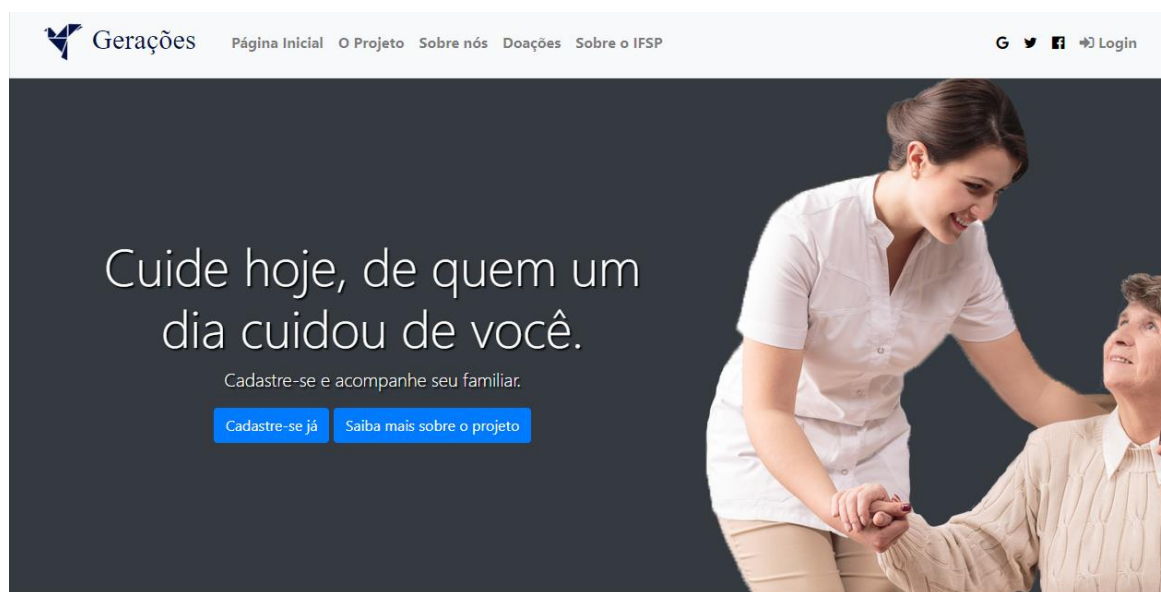 Gerações
Página Inicial O Projeto Sobre nós Doações Sobre o IFSP
Login
Cuide hoje, de quem um
dia cuidou de você.
Cadastre-se e acompanhe seu familiar.
Cadastre-se já
Saiba mais sobre o projeto